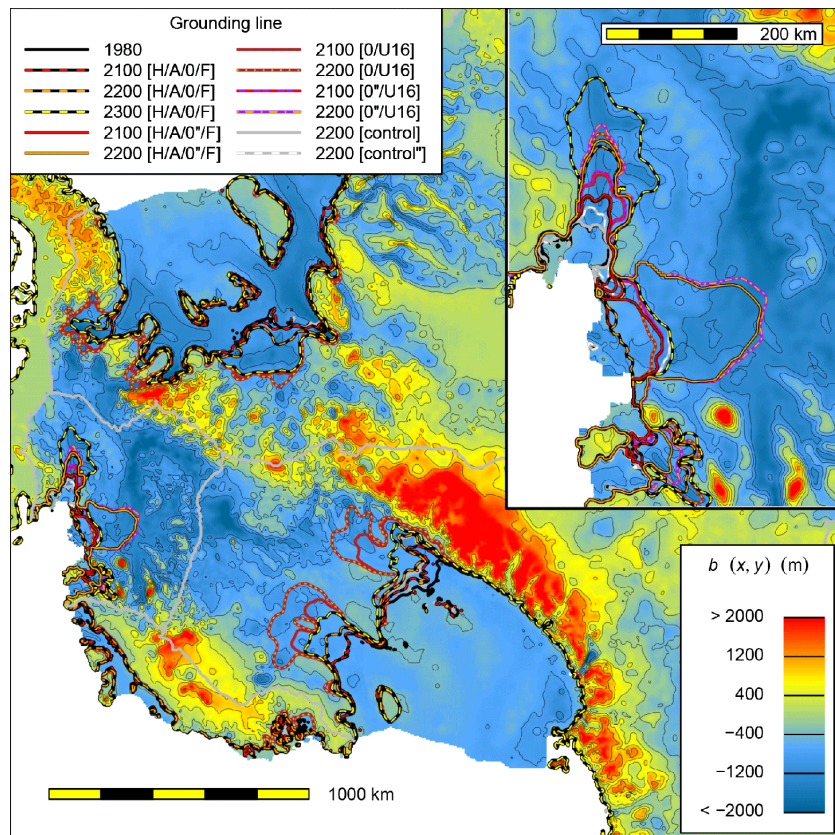 Grounding line
1980
2100 [H/A/0/F]
2200 [H/A/0/F]
2300 [H/A/0/F]
2100 [H/A/0"/F]
2200 [H/A/0"/F]
2100 [0/U16]
2200 [0/U16]
2100 [0"/U16]
2200 [0"/U16]
2200 [control]
2200 [control"]
200 km
b (x, y) (m)
> 2000
1200
400
−400
−1200
< −2000
1000 km